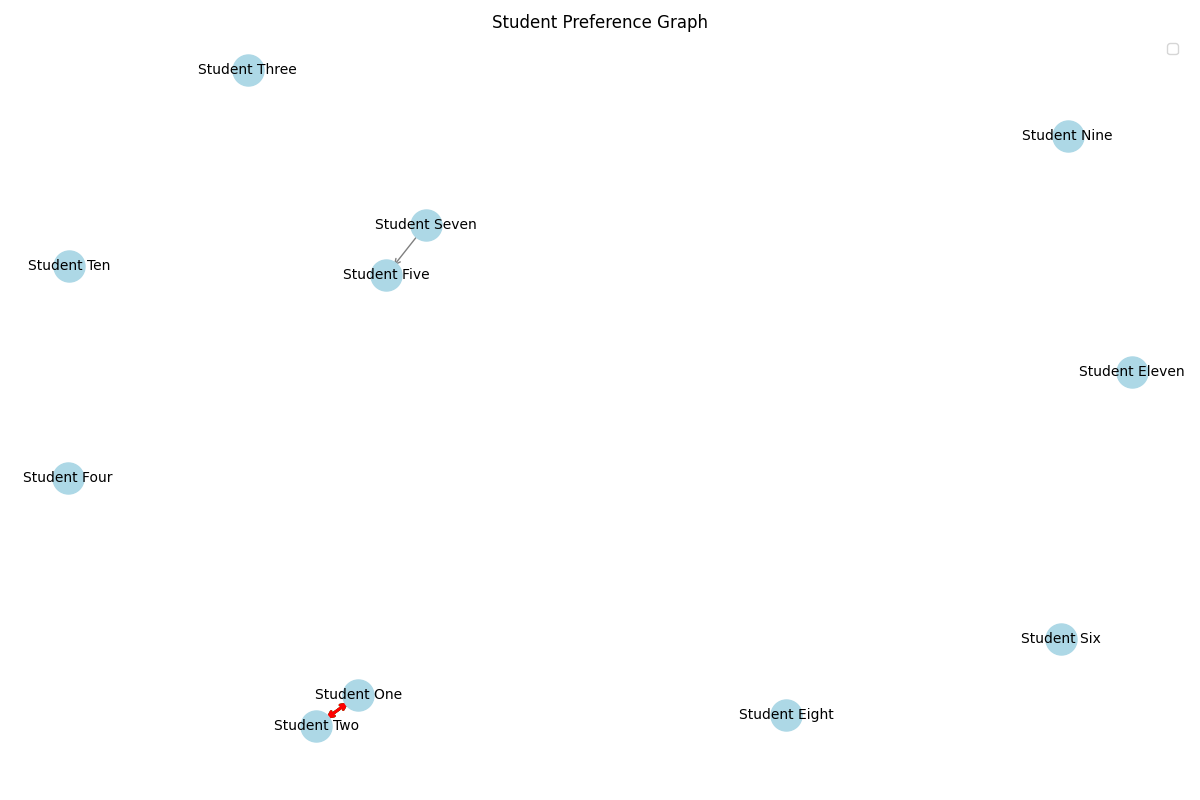 Student Preference Graph
Student Three
Student Nine
Student Seven
Student Ten
Student Five
Student Eleven
Student Four
Student Six
Student One
Student Eight
Student Two